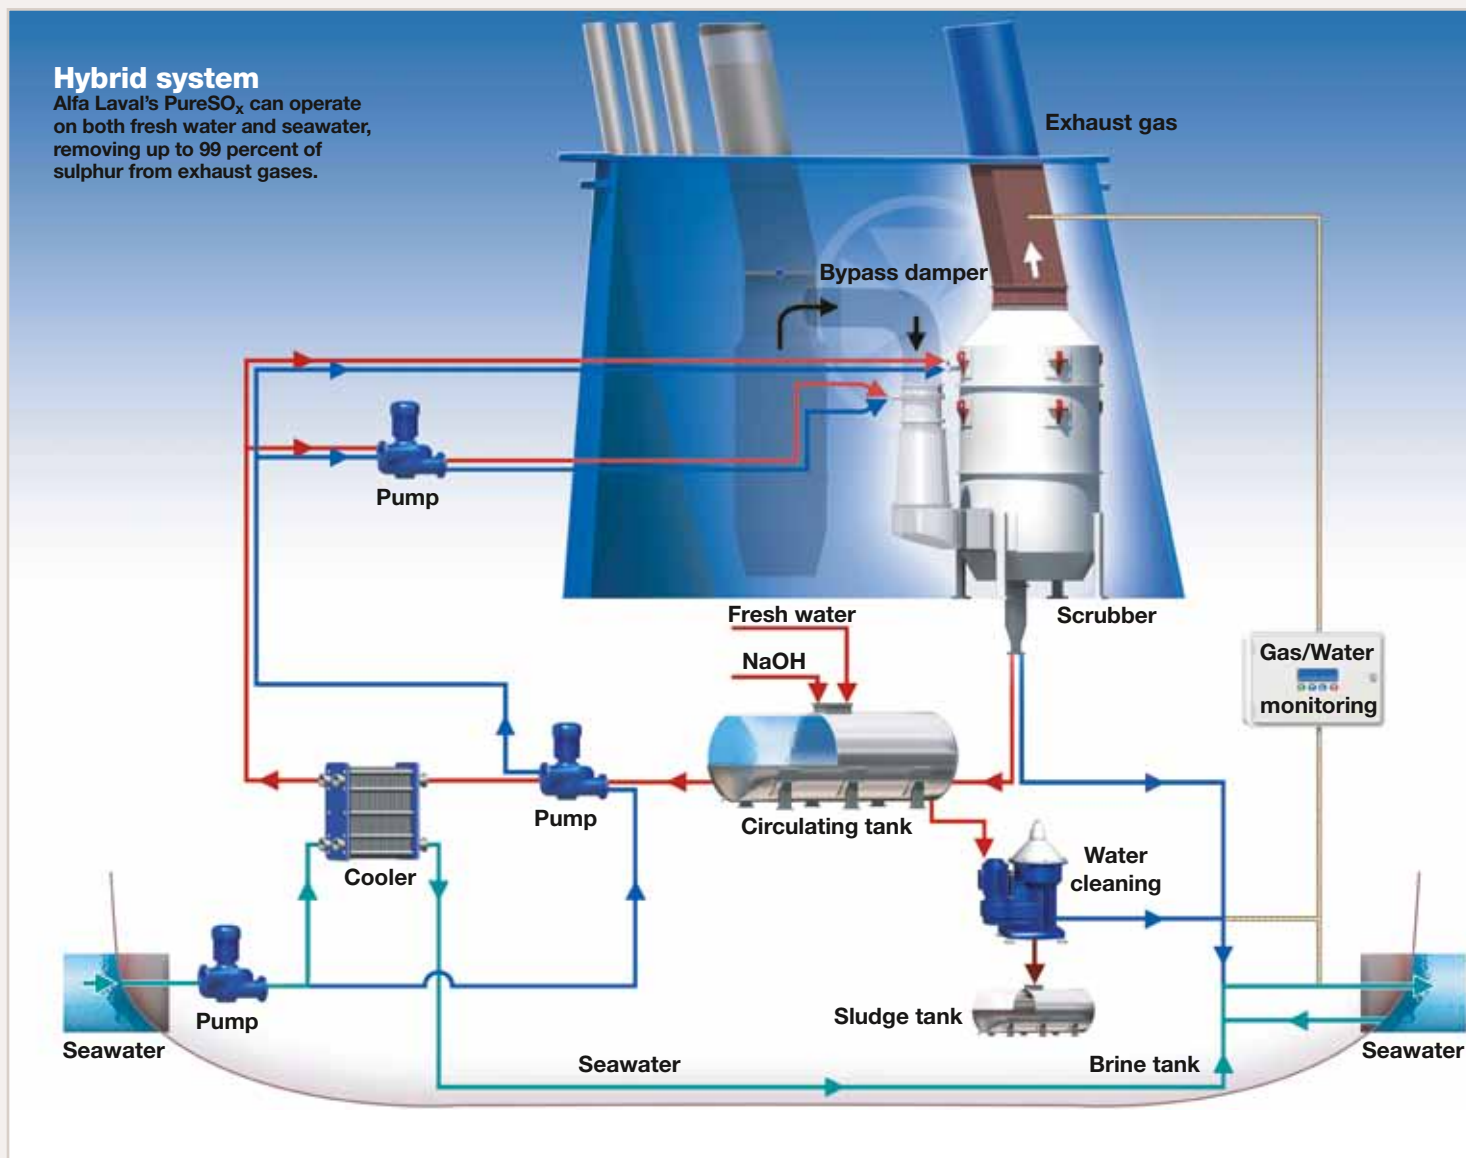 Hybrid system
Alfa Laval's PureSOx can operate
on both fresh water and seawater,
removing up to 99 percent of
sulphur from exhaust gases.
Exhaust gas
Bypass damper
Pump
Scrubber
Fresh water
NaOH
Gas/Water
monitoring
Pump
Circulating tank
Cooler
Water
cleaning
Pump
Sludge tank
Seawater
Seawater
Brine tank
Seawater